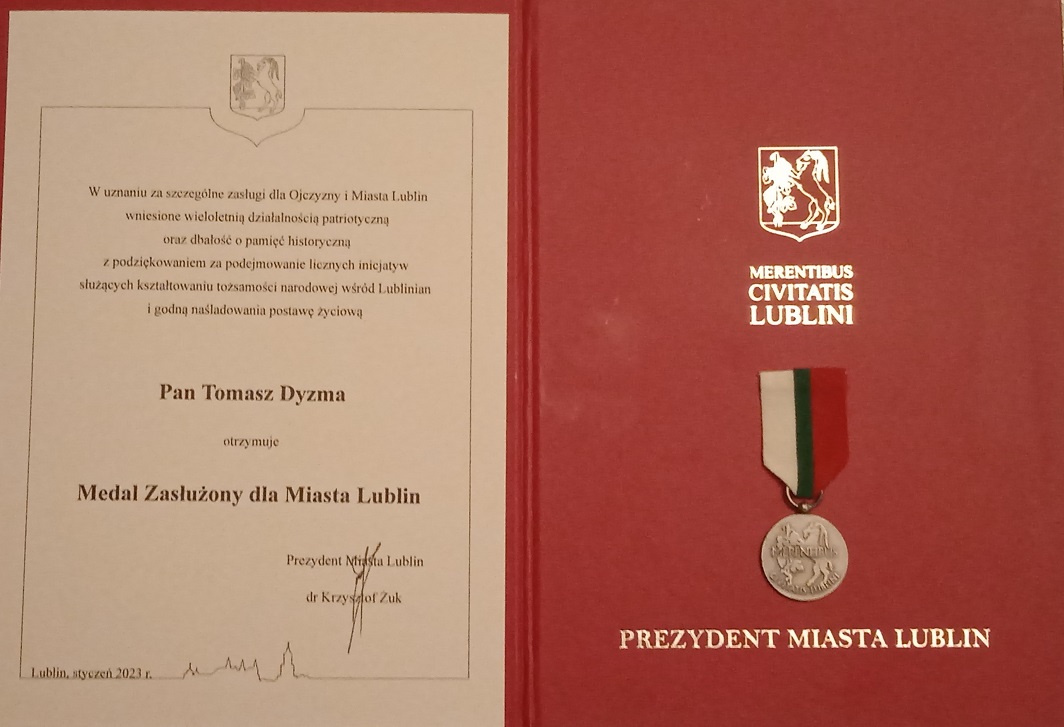 W uznaniu za szczególne zasługi dla Ojczyzny i Miasta Lublin
wniesione wieloletnią działalnością patriotyczną
oraz dbałość o pamięć historyczną
z podziękowaniem za podejmowanie licznych inicjatyw
służących kształtowaniu tożsamości narodowej wśród Lublinian
i godną naśladowania postawę życiową
Pan Tomasz Dyzma
otrzymuje
Medal Zasłużony dla Miasta Lublin
Prezydent Miasta Lublin
dr Krzysztof Żuk
Lublin, styczeń 2023 r.
MERENTIBUS
CIVITATIS
LUBLINI
PREZYDENT MIASTA LUBLIN